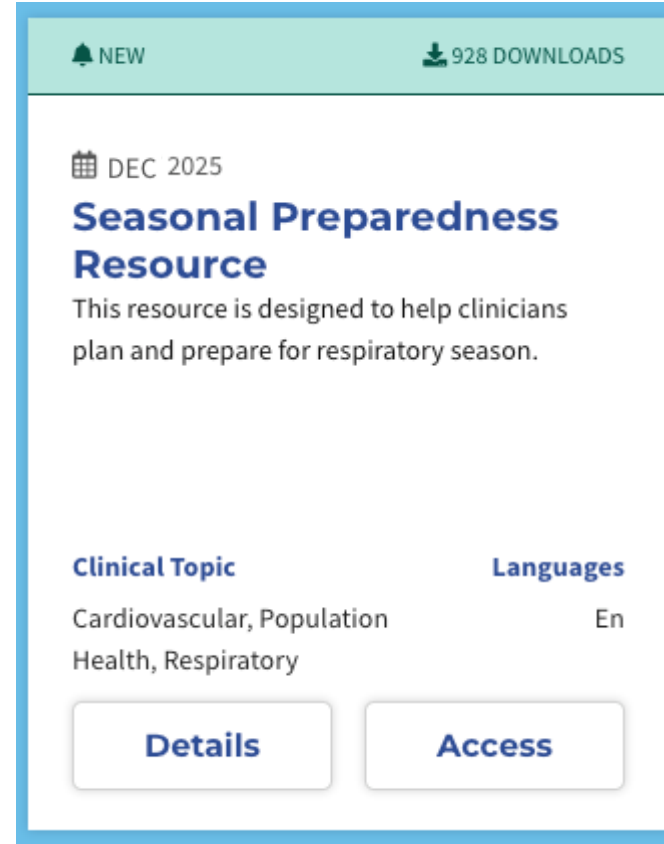 NEW
928 DOWNLOADS
DEC 2025
Seasonal Preparedness
Resource
This resource is designed to help clinicians
plan and prepare for respiratory season.
Clinical Topic
Languages
Cardiovascular, Population
Health, Respiratory
En
Details
Access